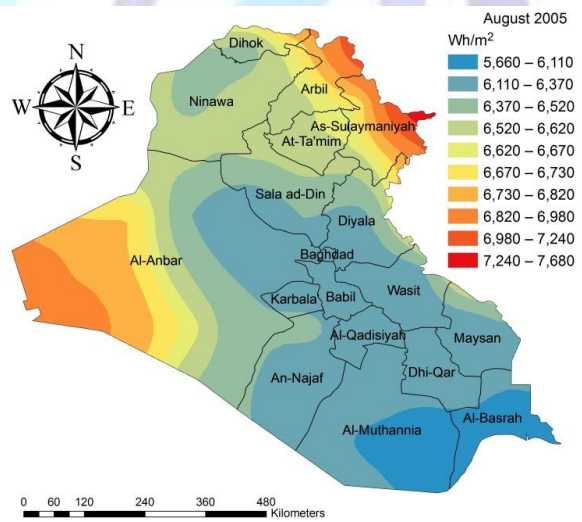 August 2005
Wh/m²
5,660 – 6,110
6,110 – 6,370
6,370 – 6,520
6,520 – 6,620
6,620 – 6,670
6,670 – 6,730
6,730 – 6,820
6,820 – 6,980
6,980 – 7,240
7,240 – 7,680
N
W E
S
Dihok
Ninawa
Arbil
As-Sulaymaniyah
At-Ta'mim
Sala ad-Din
Diyala
Al-Anbar
Baghdad
Karbala
Babil
Wasit
Al-Qadisiyah
Maysan
An-Najaf
Dhi-Qar
Al-Muthannia
Al-Basrah
0 60 120 240 360 480
Kilometers